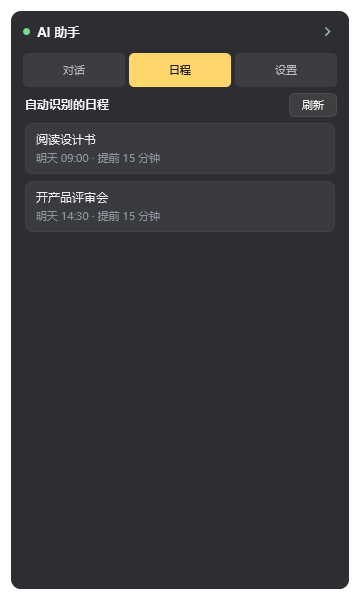 AI 助手
对话
日程
设置
自动识别的日程
刷新
阅读设计书
明天 09:00 · 提前 15 分钟
开产品评审会
明天 14:30 · 提前 15 分钟